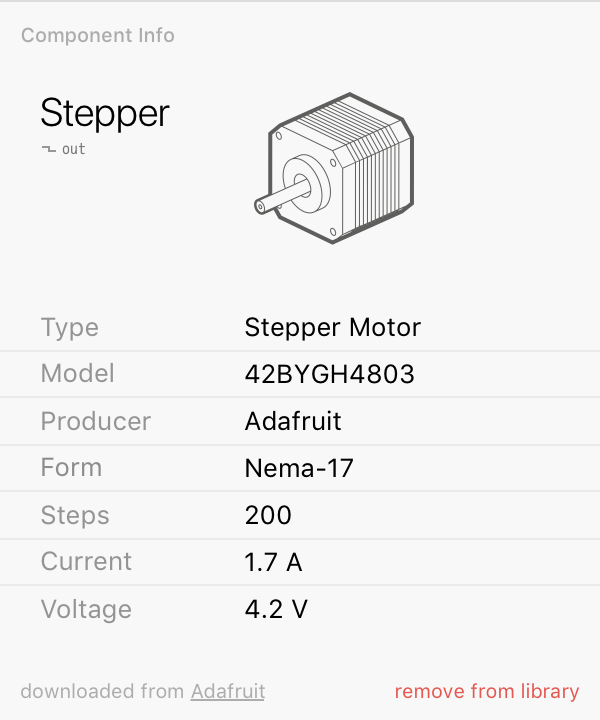 Component Info
Stepper
out
Type Stepper Motor
Model 42BYGH4803
Producer Adafruit
Form Nema-17
Steps 200
Current 1.7 A
Voltage 4.2 V
downloaded from Adafruit remove from library